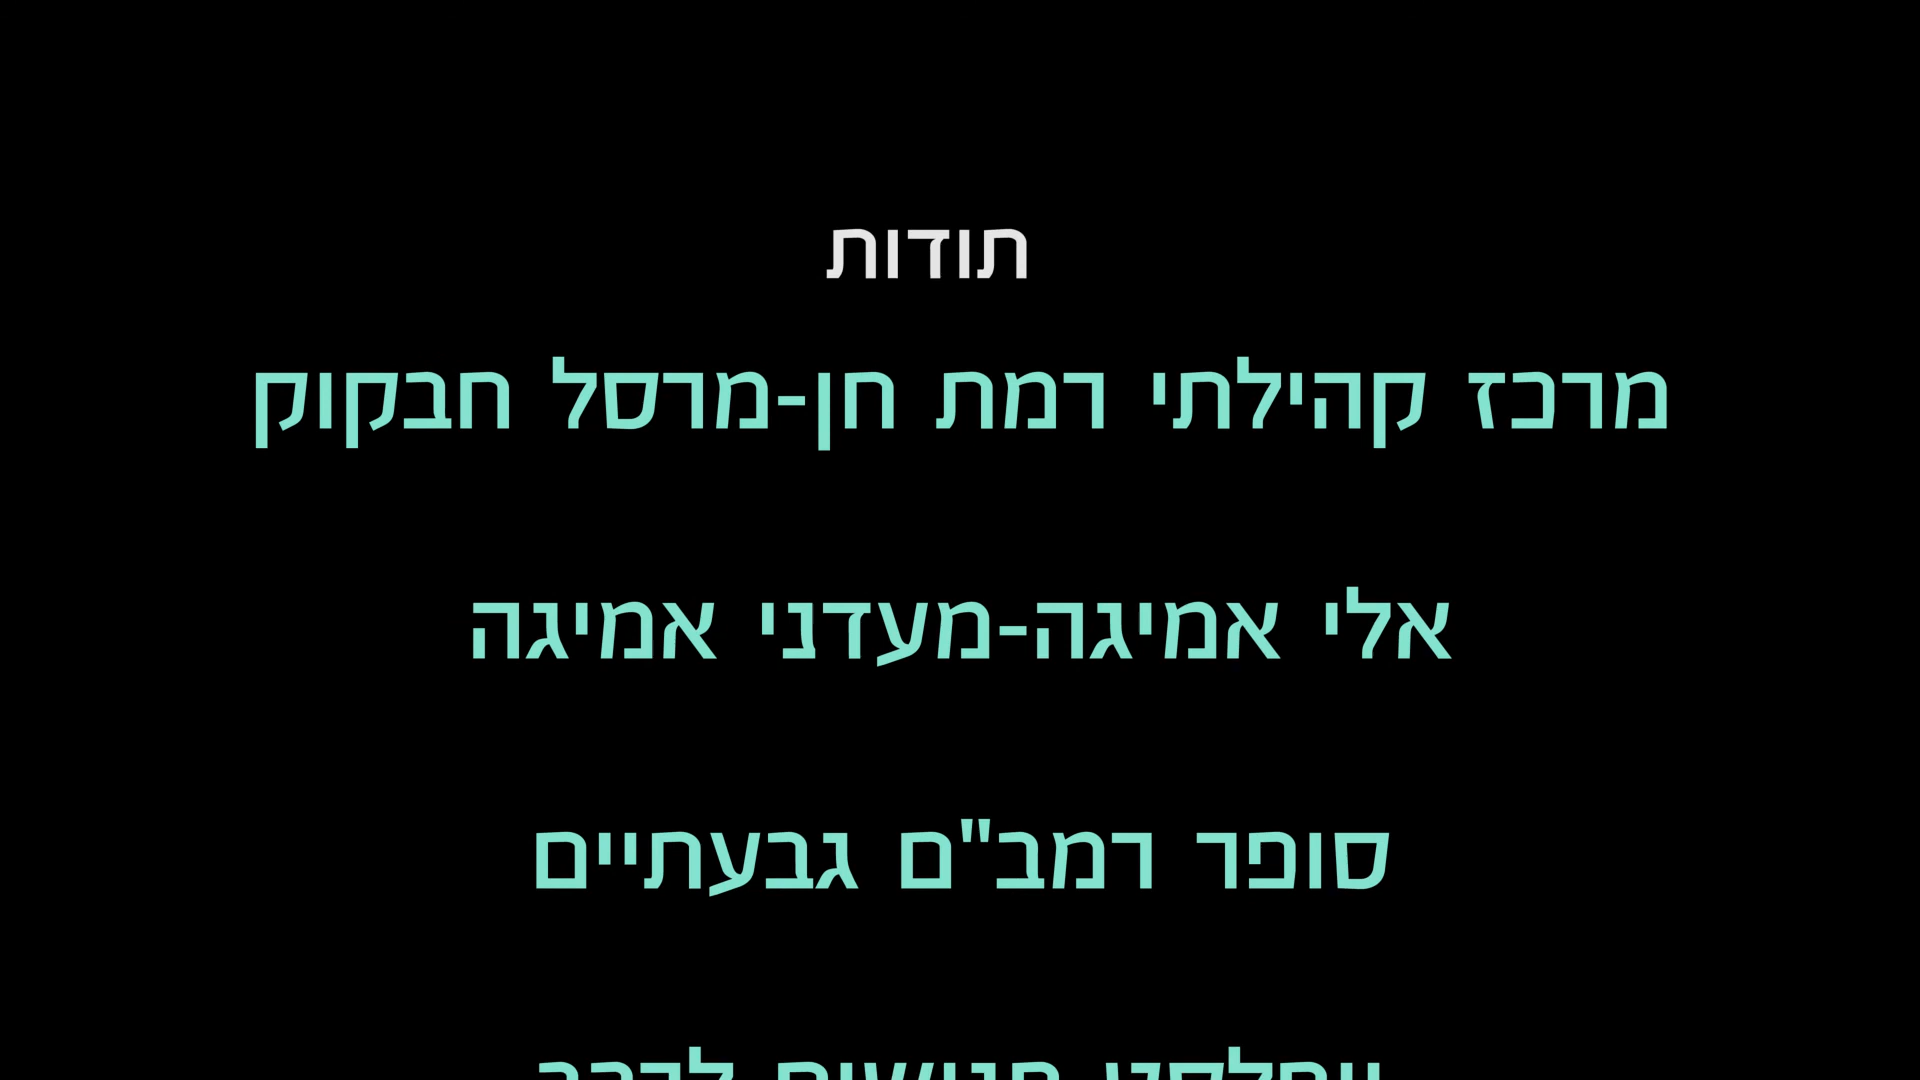 תודות
מרכז קהילתי רמת חן-מרסל חבקוק
אלי אמיגה-מעדני אמיגה
סופר רמב"ם גבעתיים